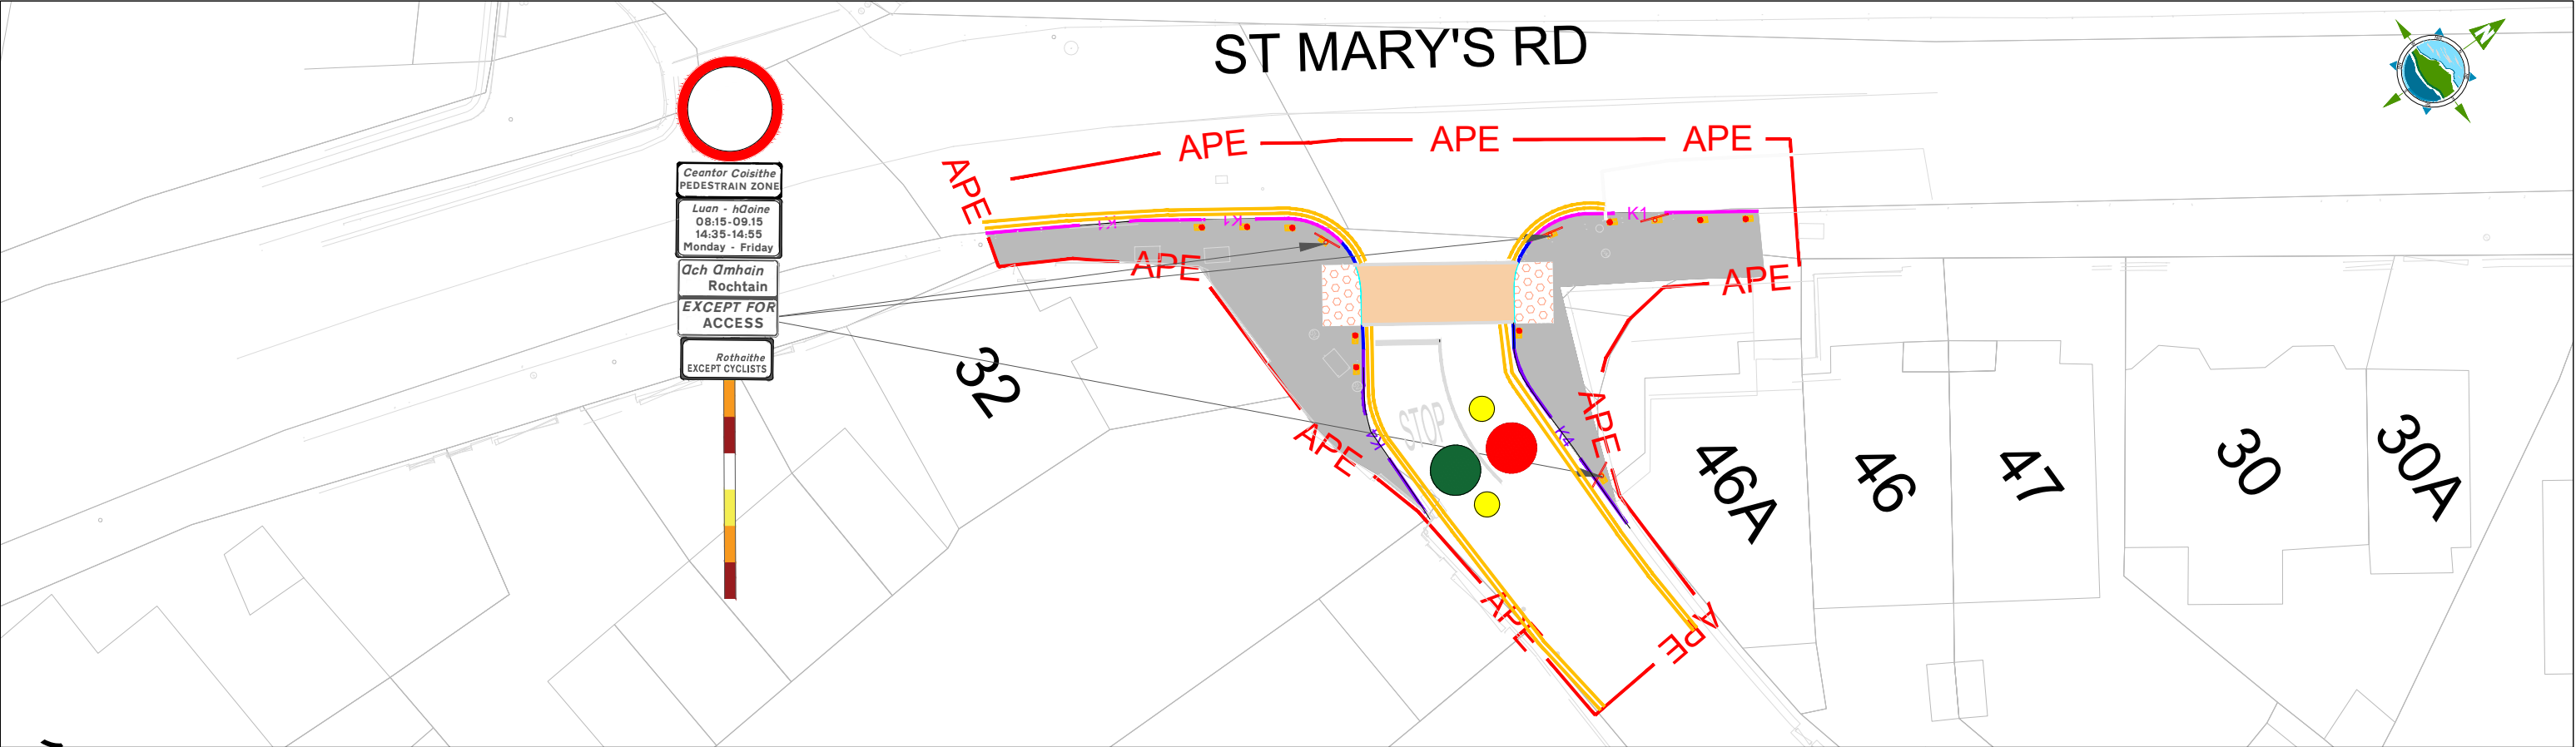 ST MARY'S RD
N
Ceantor Coisithe
PEDESTRAIN ZONE
Luan - haoine
08:15-09.15
14:35-14:55
Monday - Friday
ach amhain
Rochtain
EXCEPT FOR
ACCESS
Rothaithe
EXCEPT CYCLISTS
APE
APE
APE
APE
K1
K1
K1
APE
APE
32
STOP
K4
K4
APE
APE
APE
APE
46A
46
47
30
30A